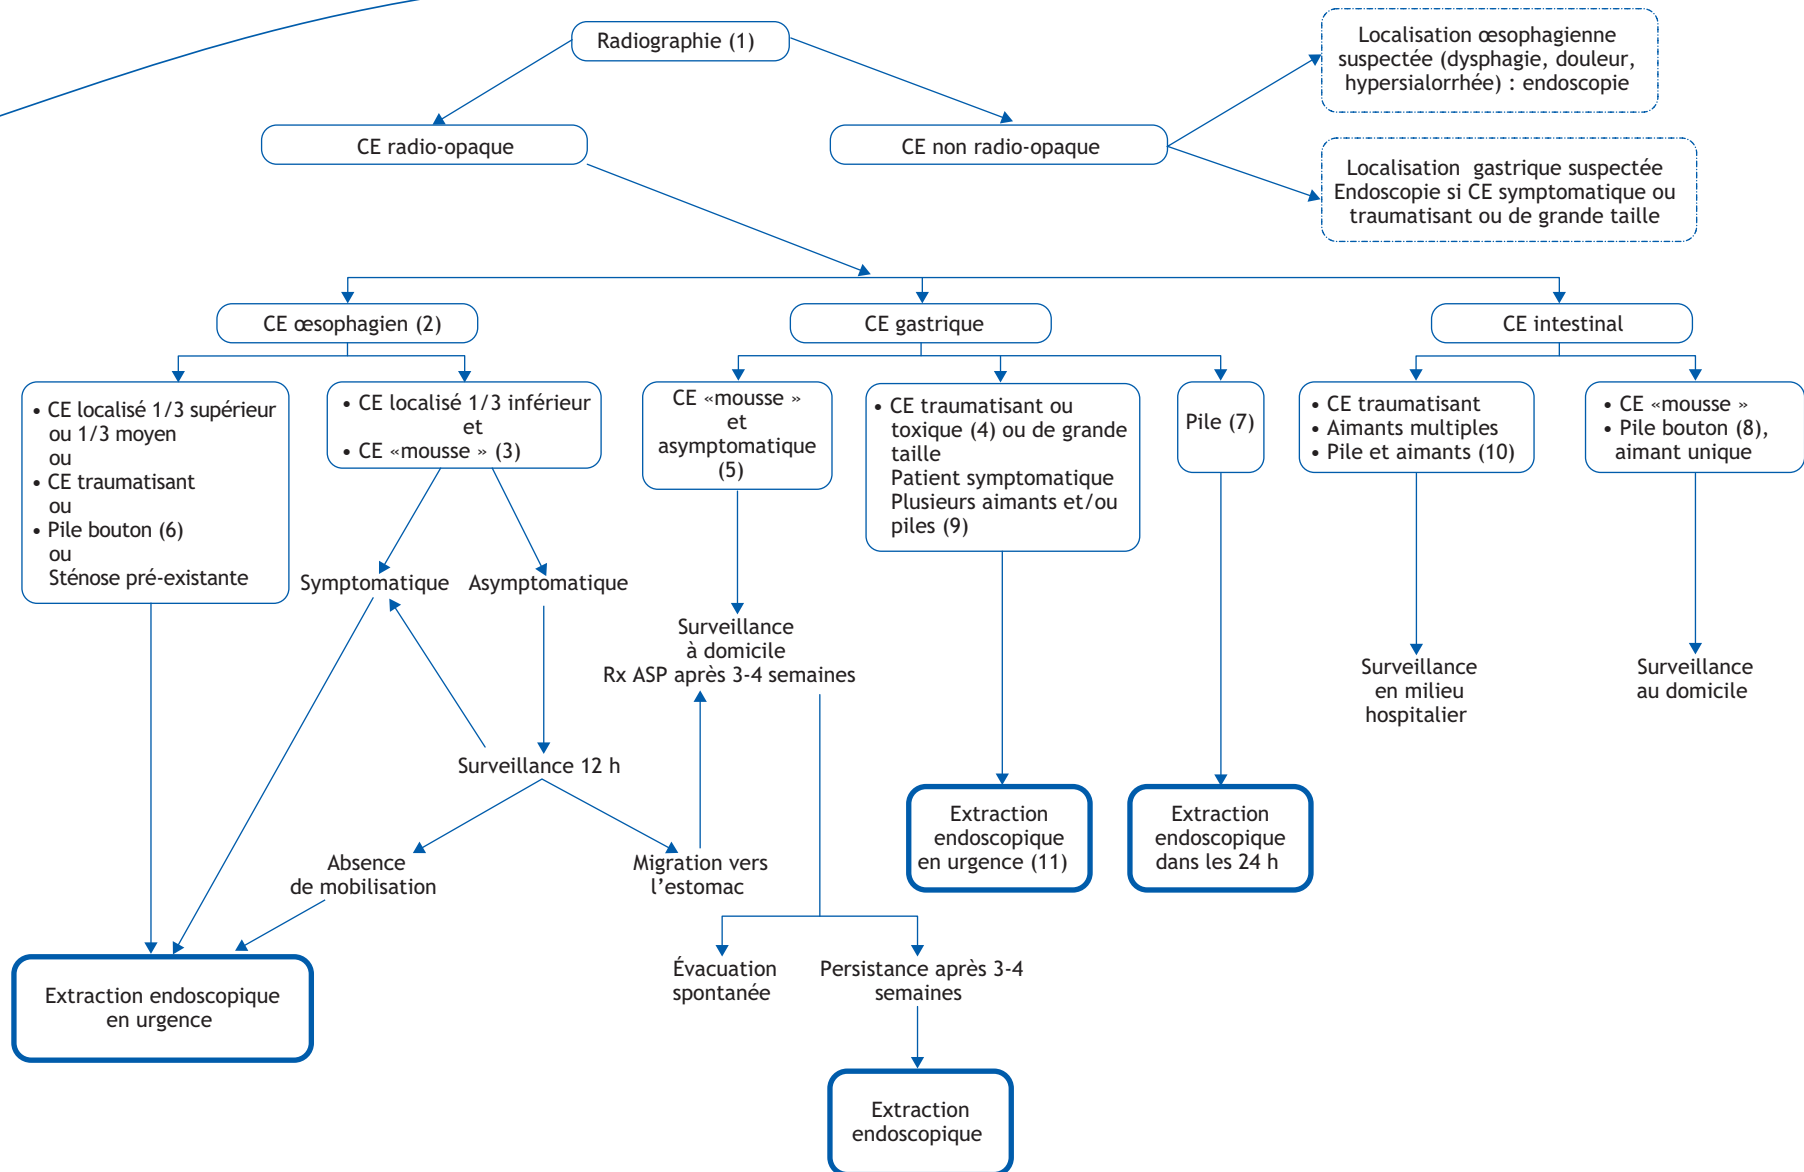 Radiographie (1)
Localisation œsophagienne
suspectée (dysphagie, douleur,
hypersialorrhée) : endoscopie
CE radio-opaque
CE non radio-opaque
Localisation gastrique suspectée
Endoscopie si CE symptomatique ou
traumatisant ou de grande taille
CE œsophagien (2)
CE gastrique
CE intestinal
• CE localisé 1/3 supérieur
ou 1/3 moyen
ou
• CE traumatisant
ou
• Pile bouton (6)
ou
Sténose pré-existante
• CE localisé 1/3 inférieur
et
• CE «mousse » (3)
CE «mousse »
et
asymptomatique
(5)
• CE traumatisant ou
toxique (4) ou de grande
taille
Patient symptomatique
Plusieurs aimants et/ou
piles (9)
Pile (7)
• CE traumatisant
• Aimants multiples
• Pile et aimants (10)
• CE «mousse »
• Pile bouton (8),
aimant unique
Symptomatique
Asymptomatique
Surveillance
à domicile
Rx ASP après 3-4 semaines
Surveillance
en milieu
hospitalier
Surveillance
au domicile
Surveillance 12 h
Absence
de mobilisation
Migration vers
l’estomac
Extraction
endoscopique
en urgence (11)
Extraction
endoscopique
dans les 24 h
Extraction endoscopique
en urgence
Évacuation
spontanée
Persistance après 3-4
semaines
Extraction
endoscopique